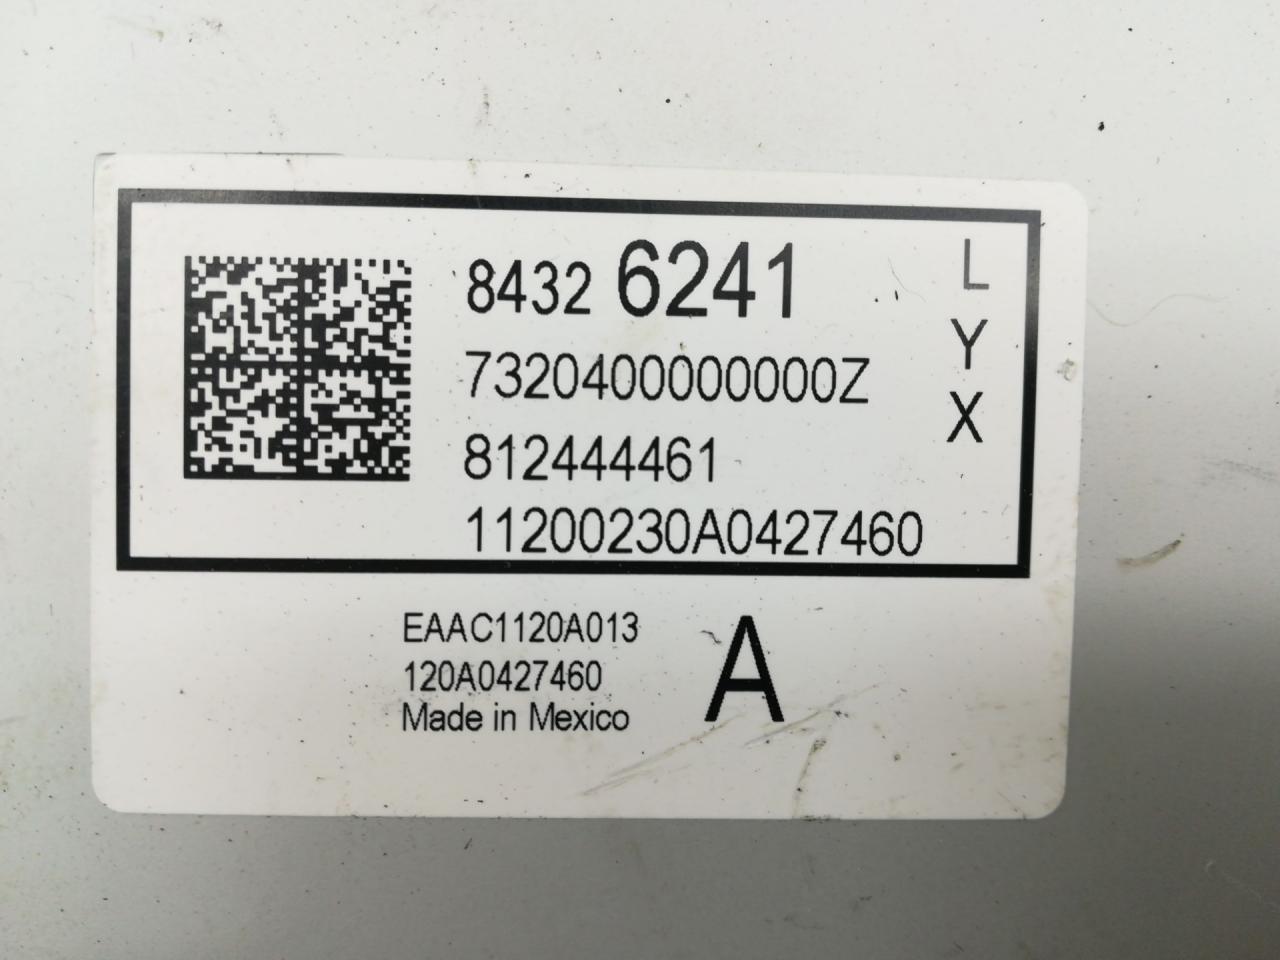 8432 6241
7320400000000Z
812444461
11200230A0427460
L
Y
X
EAAC1120A013
120A0427460
Made in Mexico
A